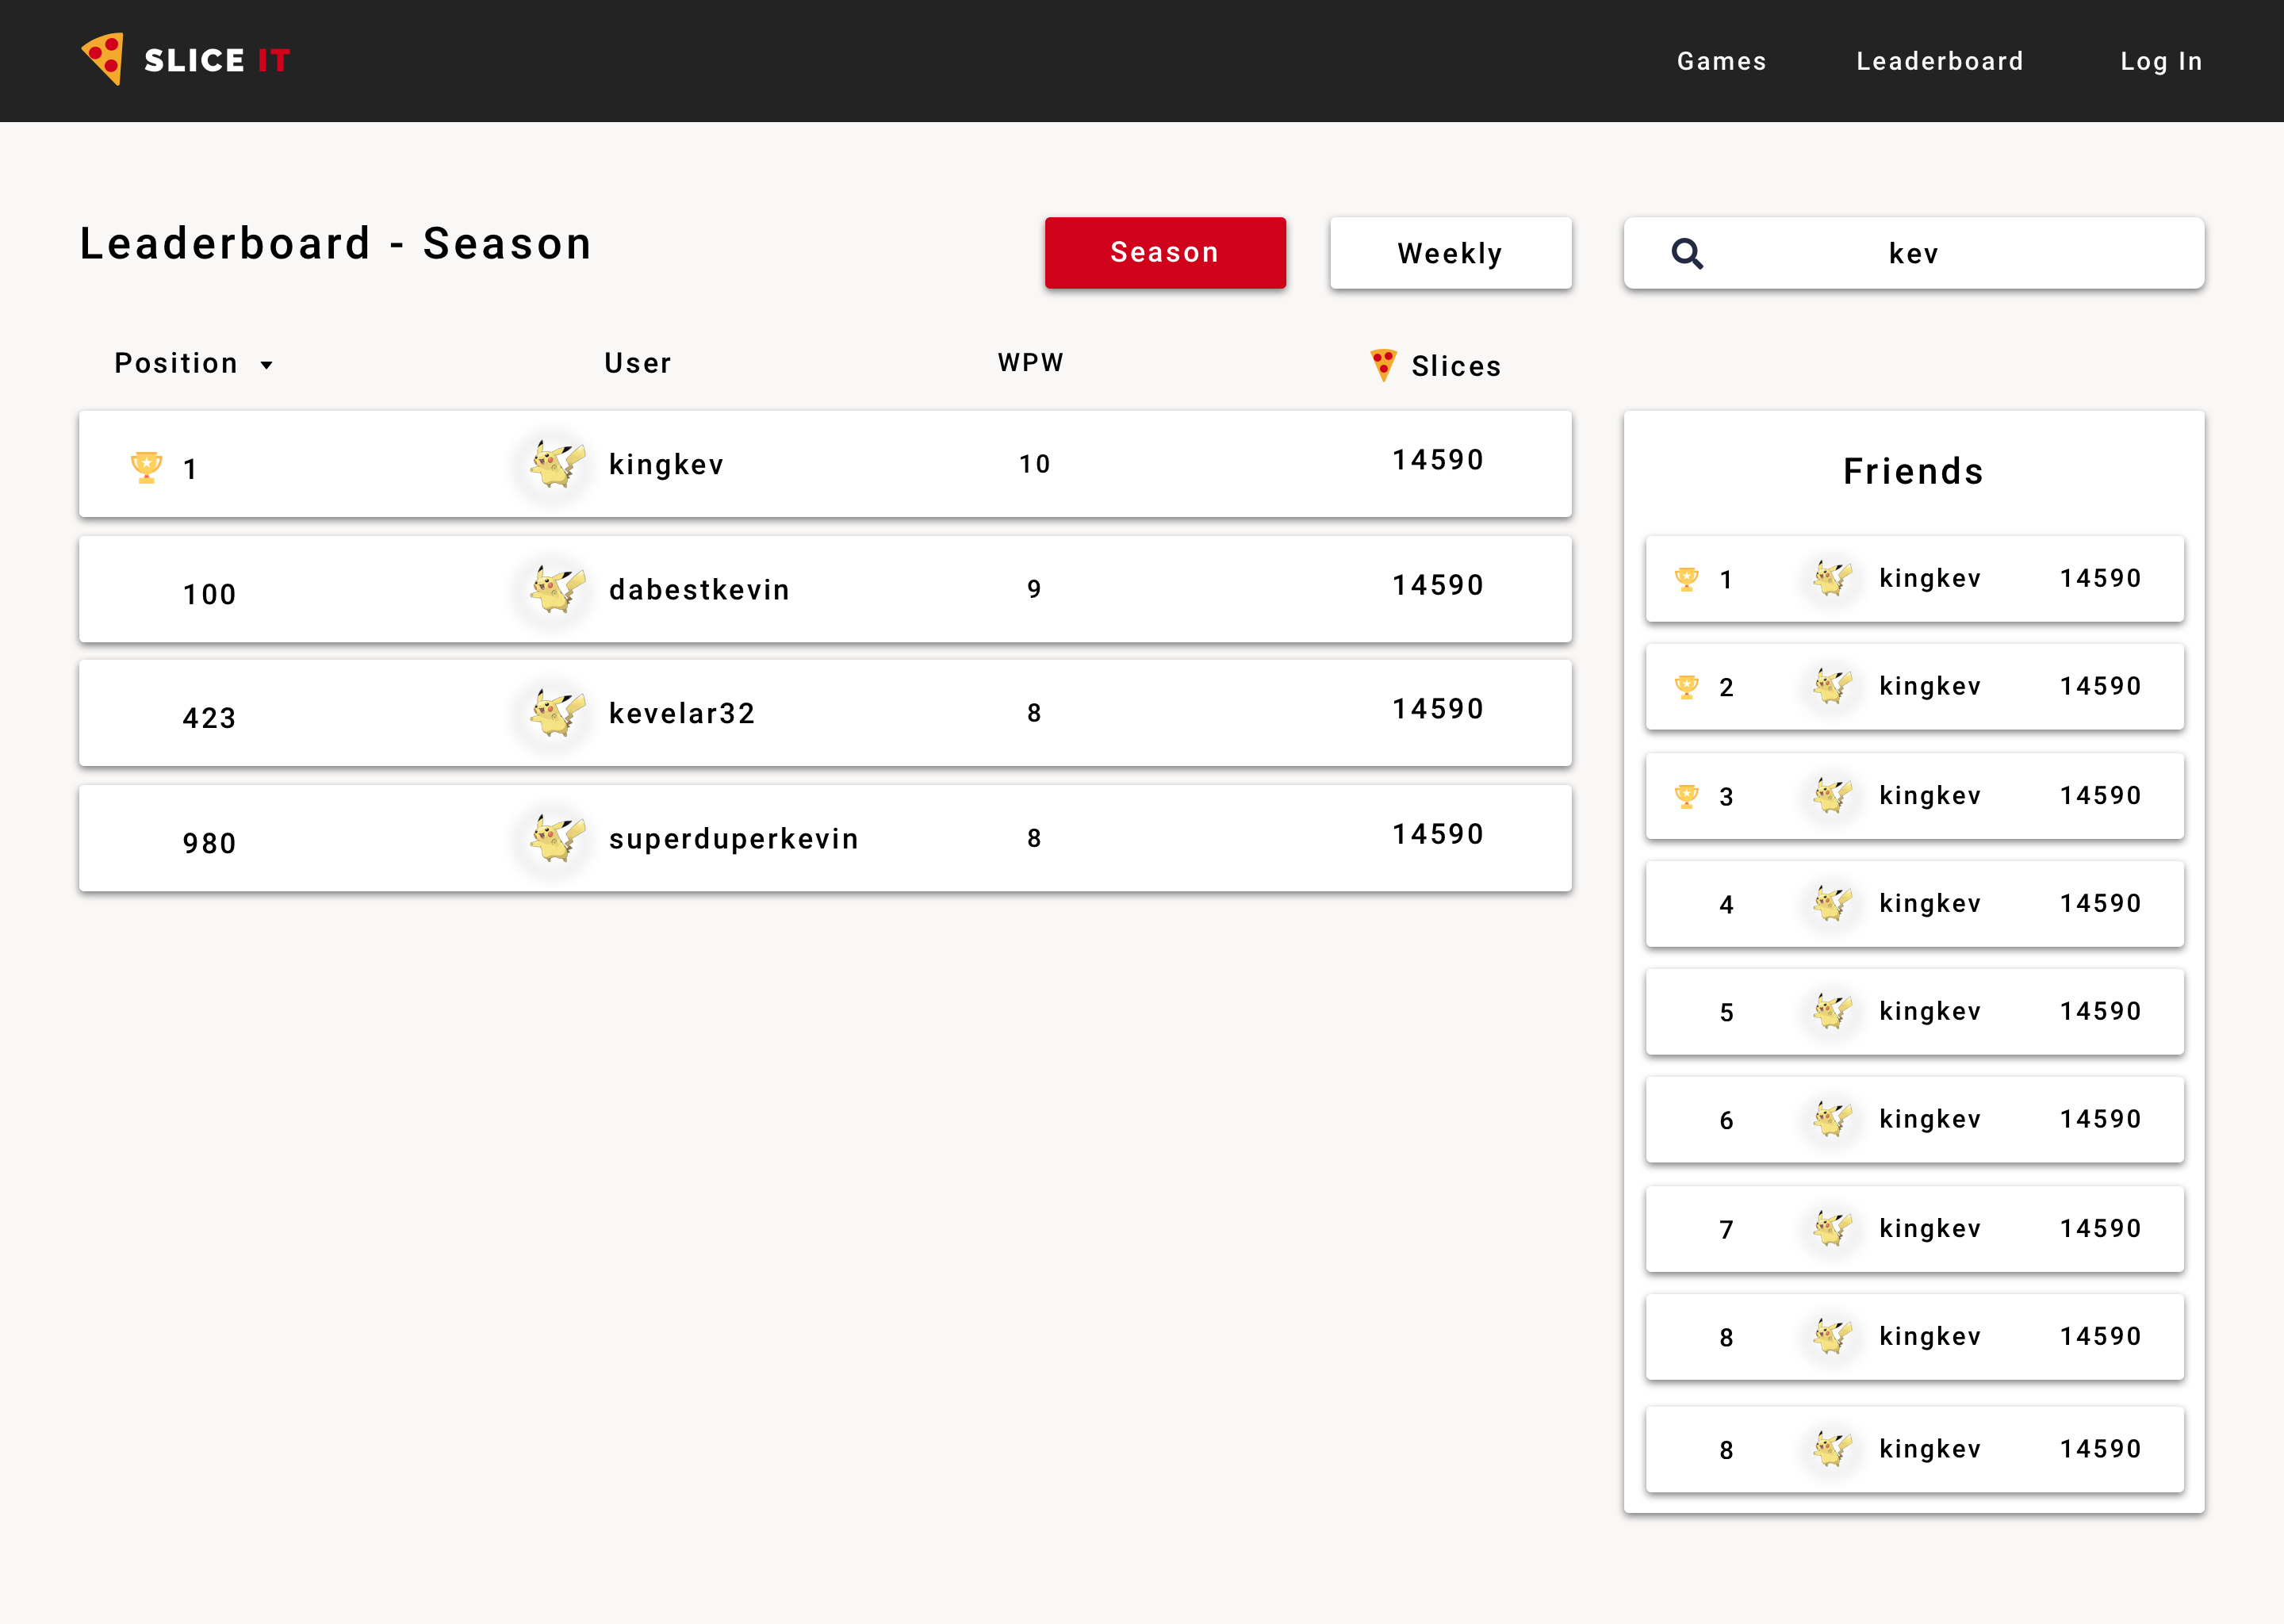 SLICE IT
Games Leaderboard Log In
Leaderboard - Season
Season
Weekly
kev
Position User WPW Slices
1 kingkev 10 14590
100 dabestkevin 9 14590
423 kevelar32 8 14590
980 superduperkevin 8 14590
Friends
1 kingkev 14590
2 kingkev 14590
3 kingkev 14590
4 kingkev 14590
5 kingkev 14590
6 kingkev 14590
7 kingkev 14590
8 kingkev 14590
8 kingkev 14590